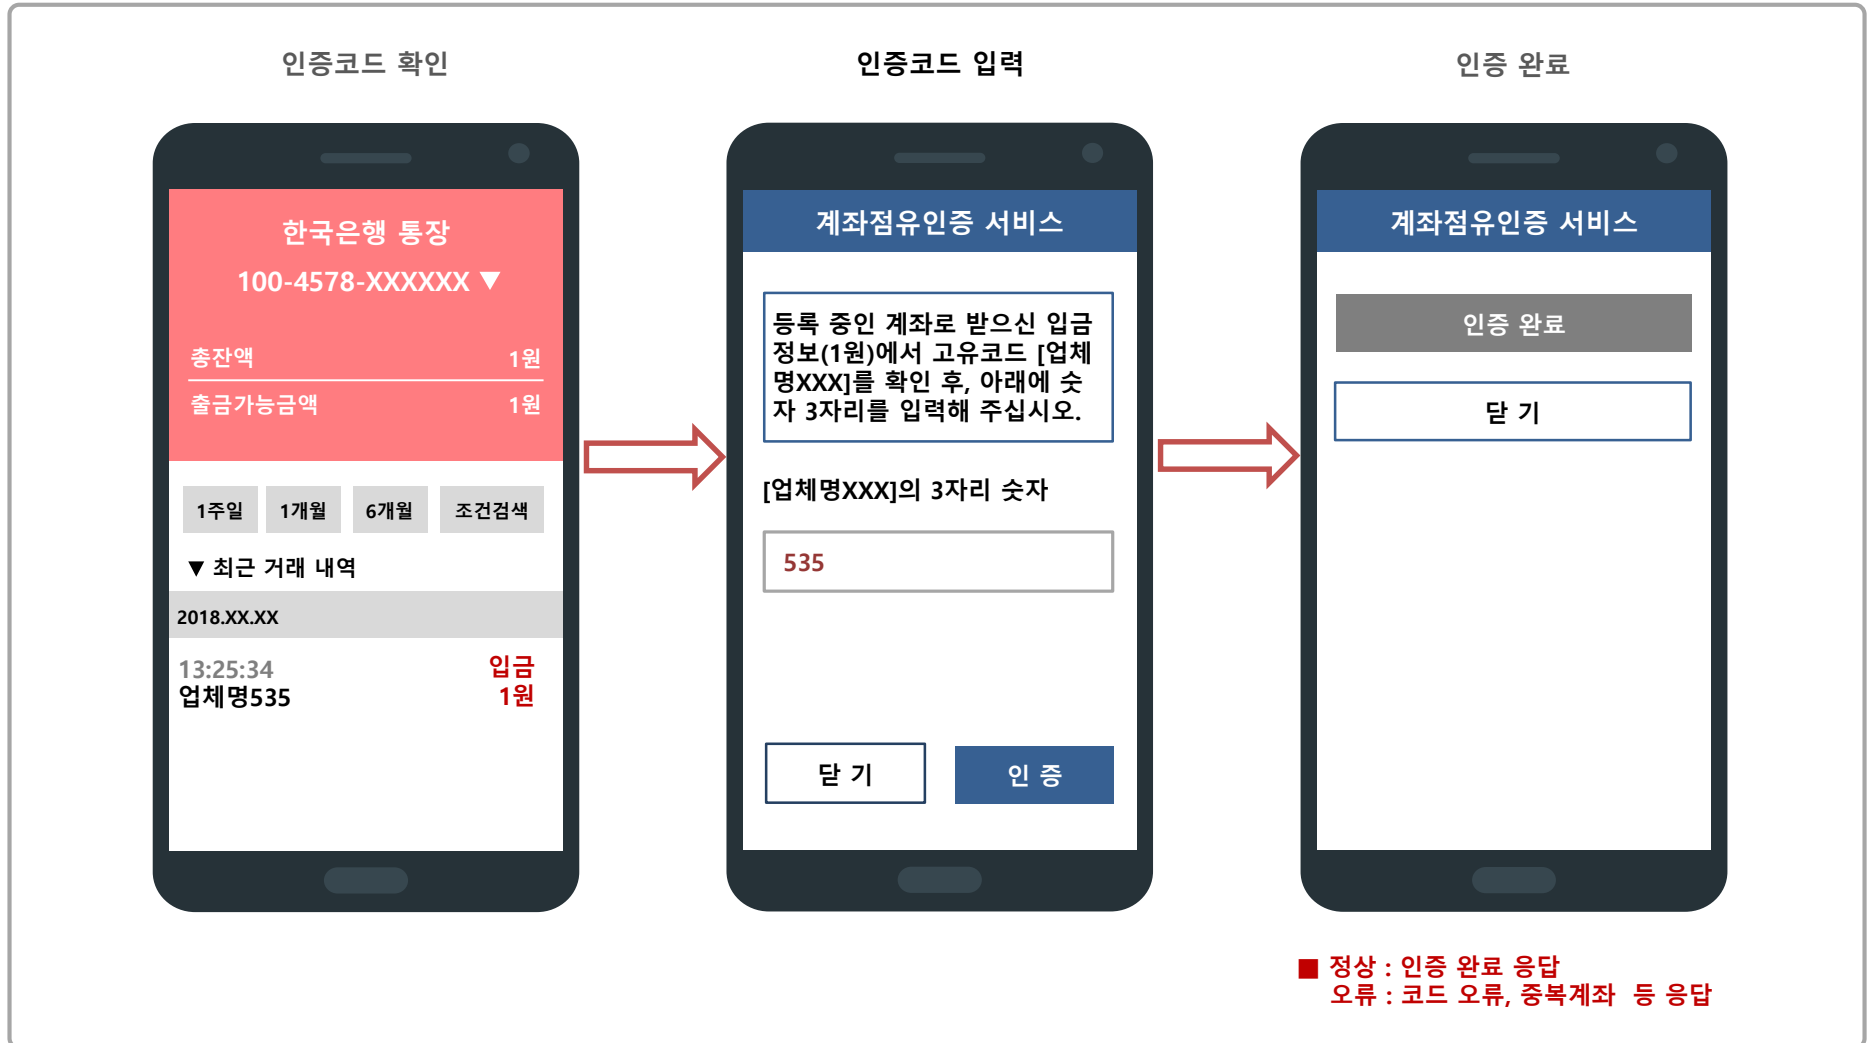 인증코드 확인
한국은행 통장
100-4578-XXXXXX ▼
총잔액 1원
출금가능금액 1원
1주일 1개월 6개월 조건검색
▼ 최근 거래 내역
2018.XX.XX
13:25:34 입금
업체명535 1원
인증코드 입력
계좌점유인증 서비스
등록 중인 계좌로 받으신 입금
정보(1원)에서 고유코드 [업체
명XXX]를 확인 후, 아래에 숫
자 3자리를 입력해 주십시오.
[업체명XXX]의 3자리 숫자
535
닫 기 인 증
인증 완료
계좌점유인증 서비스
인증 완료
닫 기
■ 정상 : 인증 완료 응답
오류 : 코드 오류, 중복계좌 등 응답